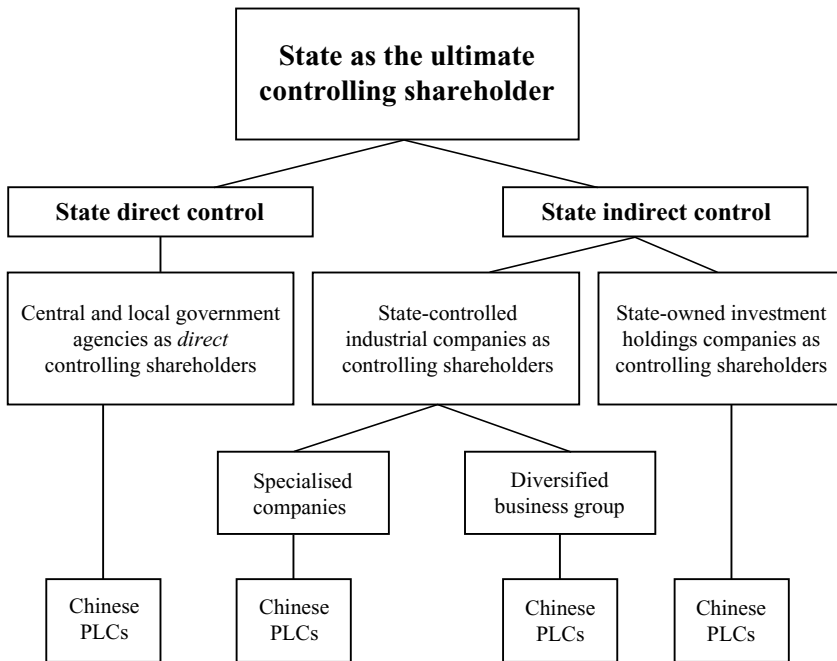 State as the ultimate
controlling shareholder
State direct control
State indirect control
Central and local government
agencies as direct
controlling shareholders
State-controlled
industrial companies as
controlling shareholders
State-owned investment
holdings companies as
controlling shareholders
Specialised
companies
Diversified
business group
Chinese
PLCs
Chinese
PLCs
Chinese
PLCs
Chinese
PLCs